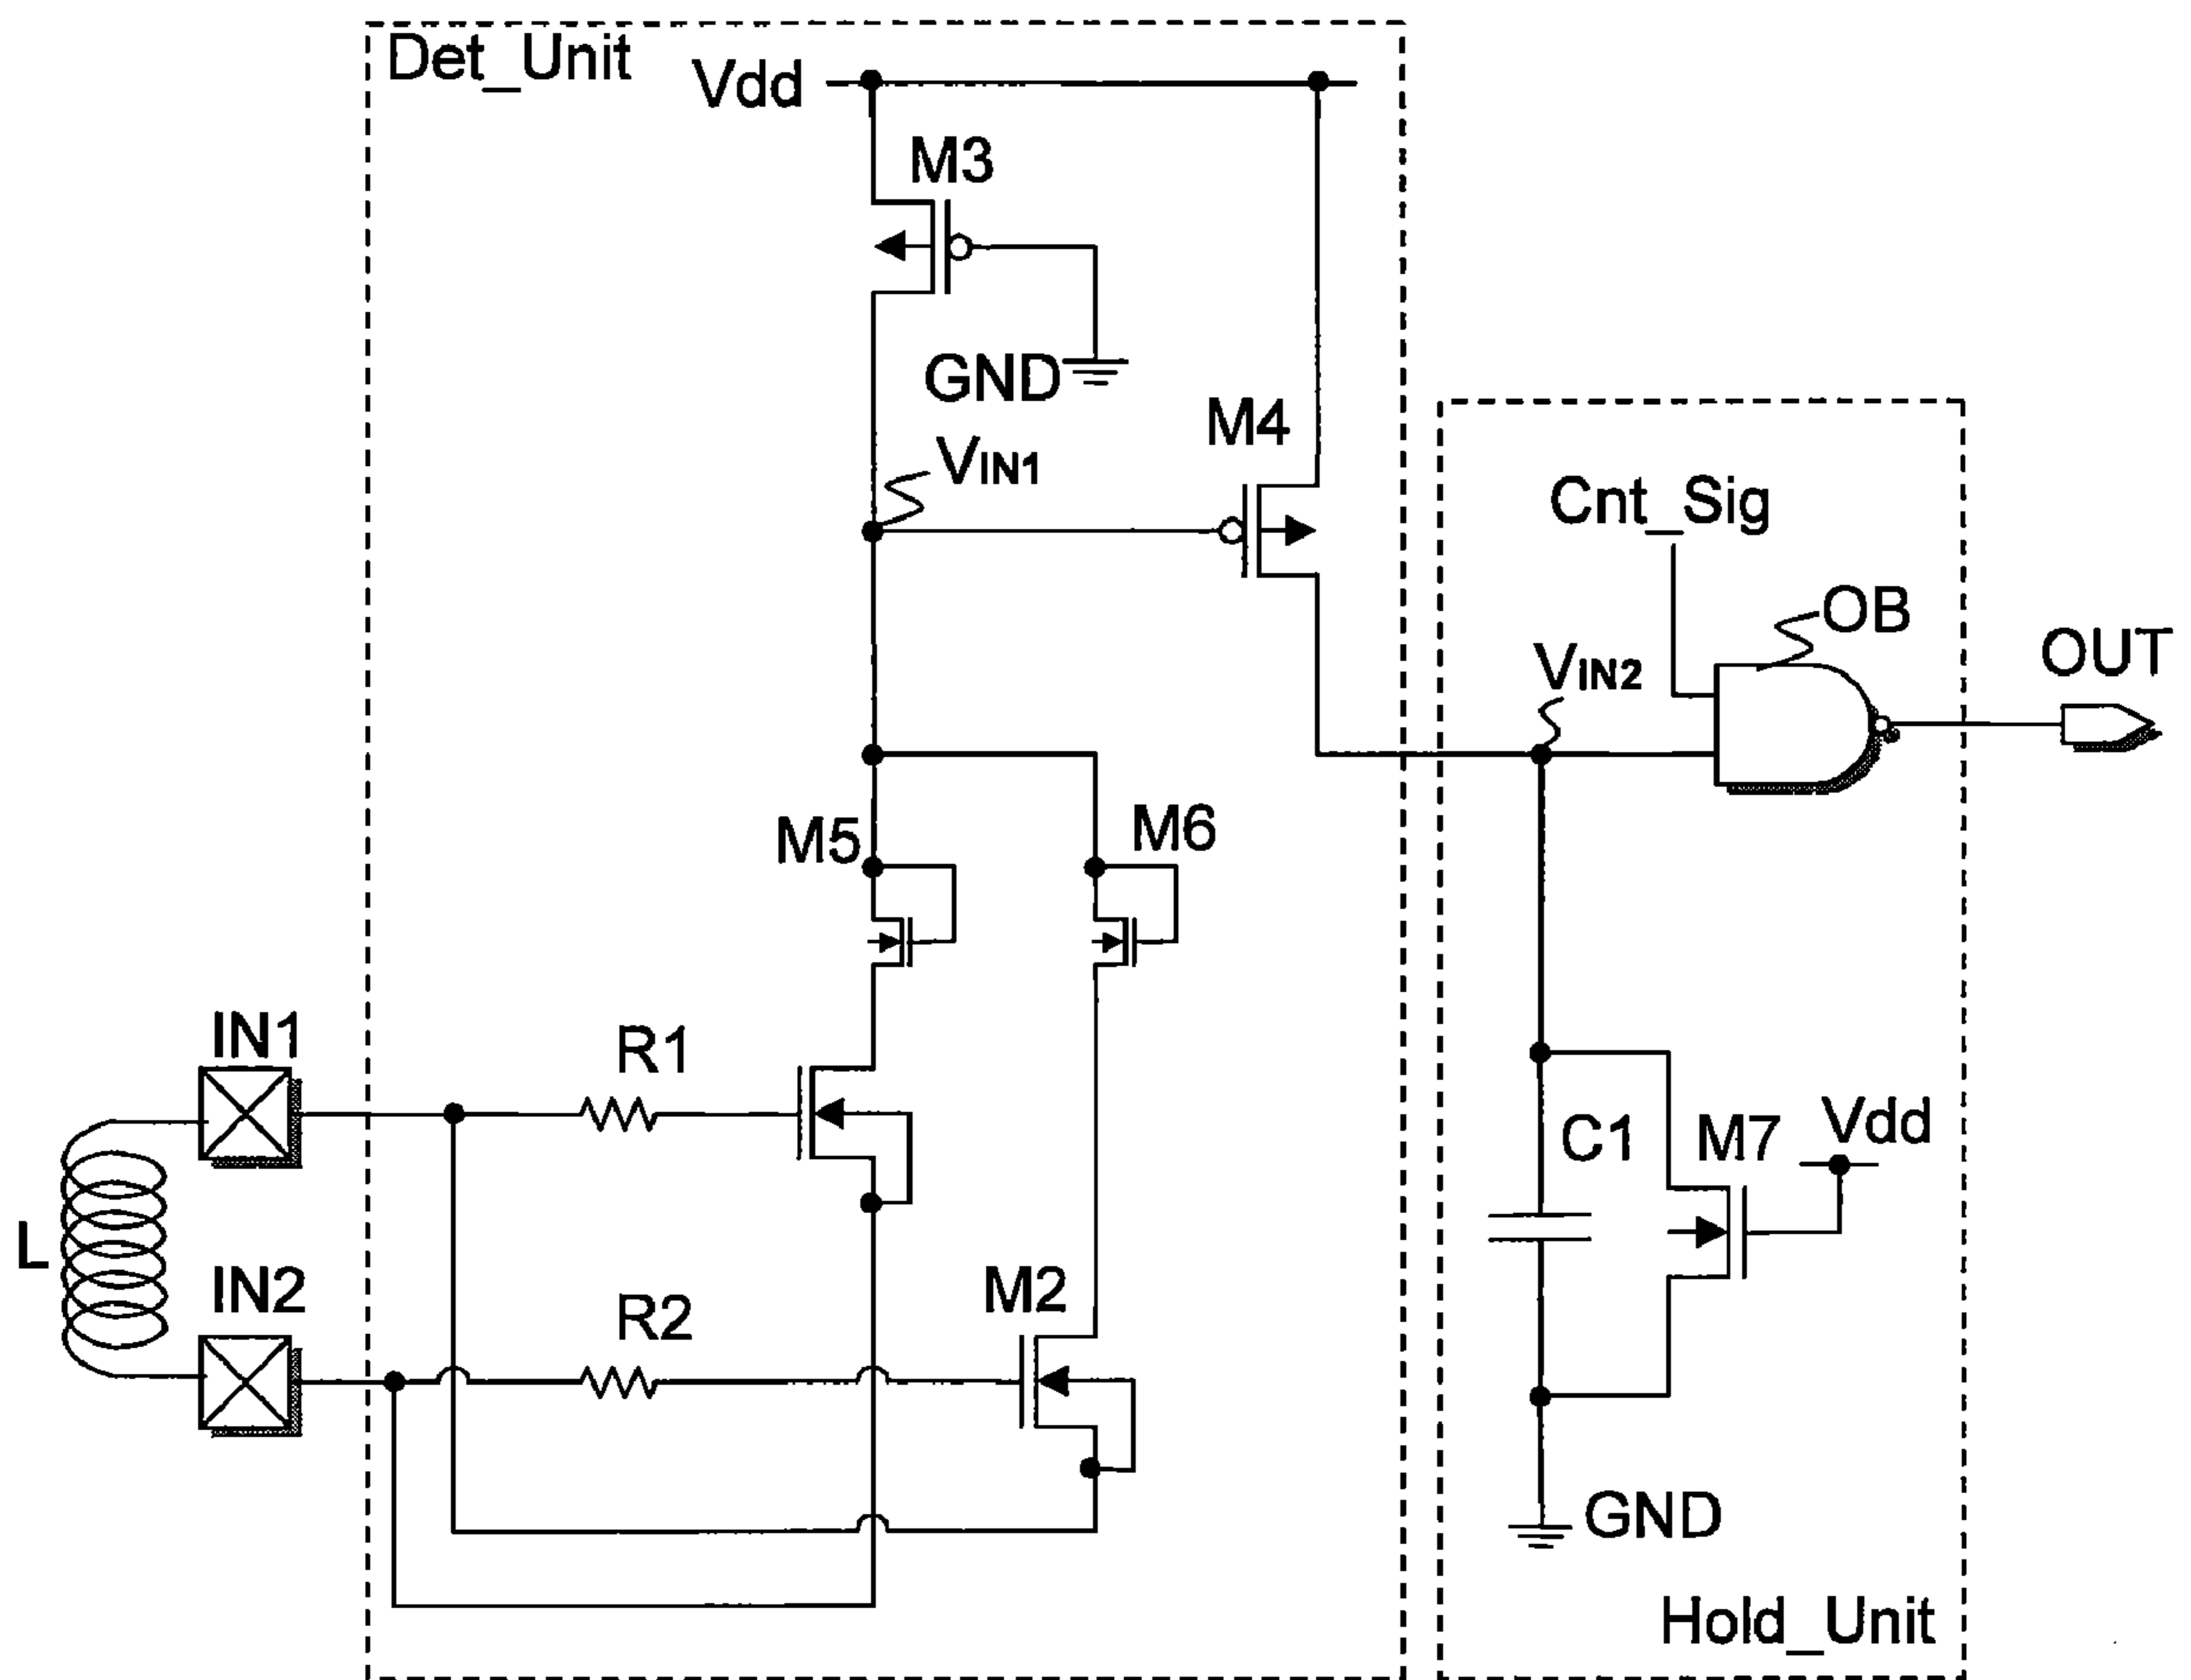 Det_Unit
Vdd
M3
GND
M4
VIN1
Cnt_Sig
OB
OUT
VIN2
M5
M6
IN1
R1
C1
M7
Vdd
L
IN2
R2
M2
GND
Hold_Unit